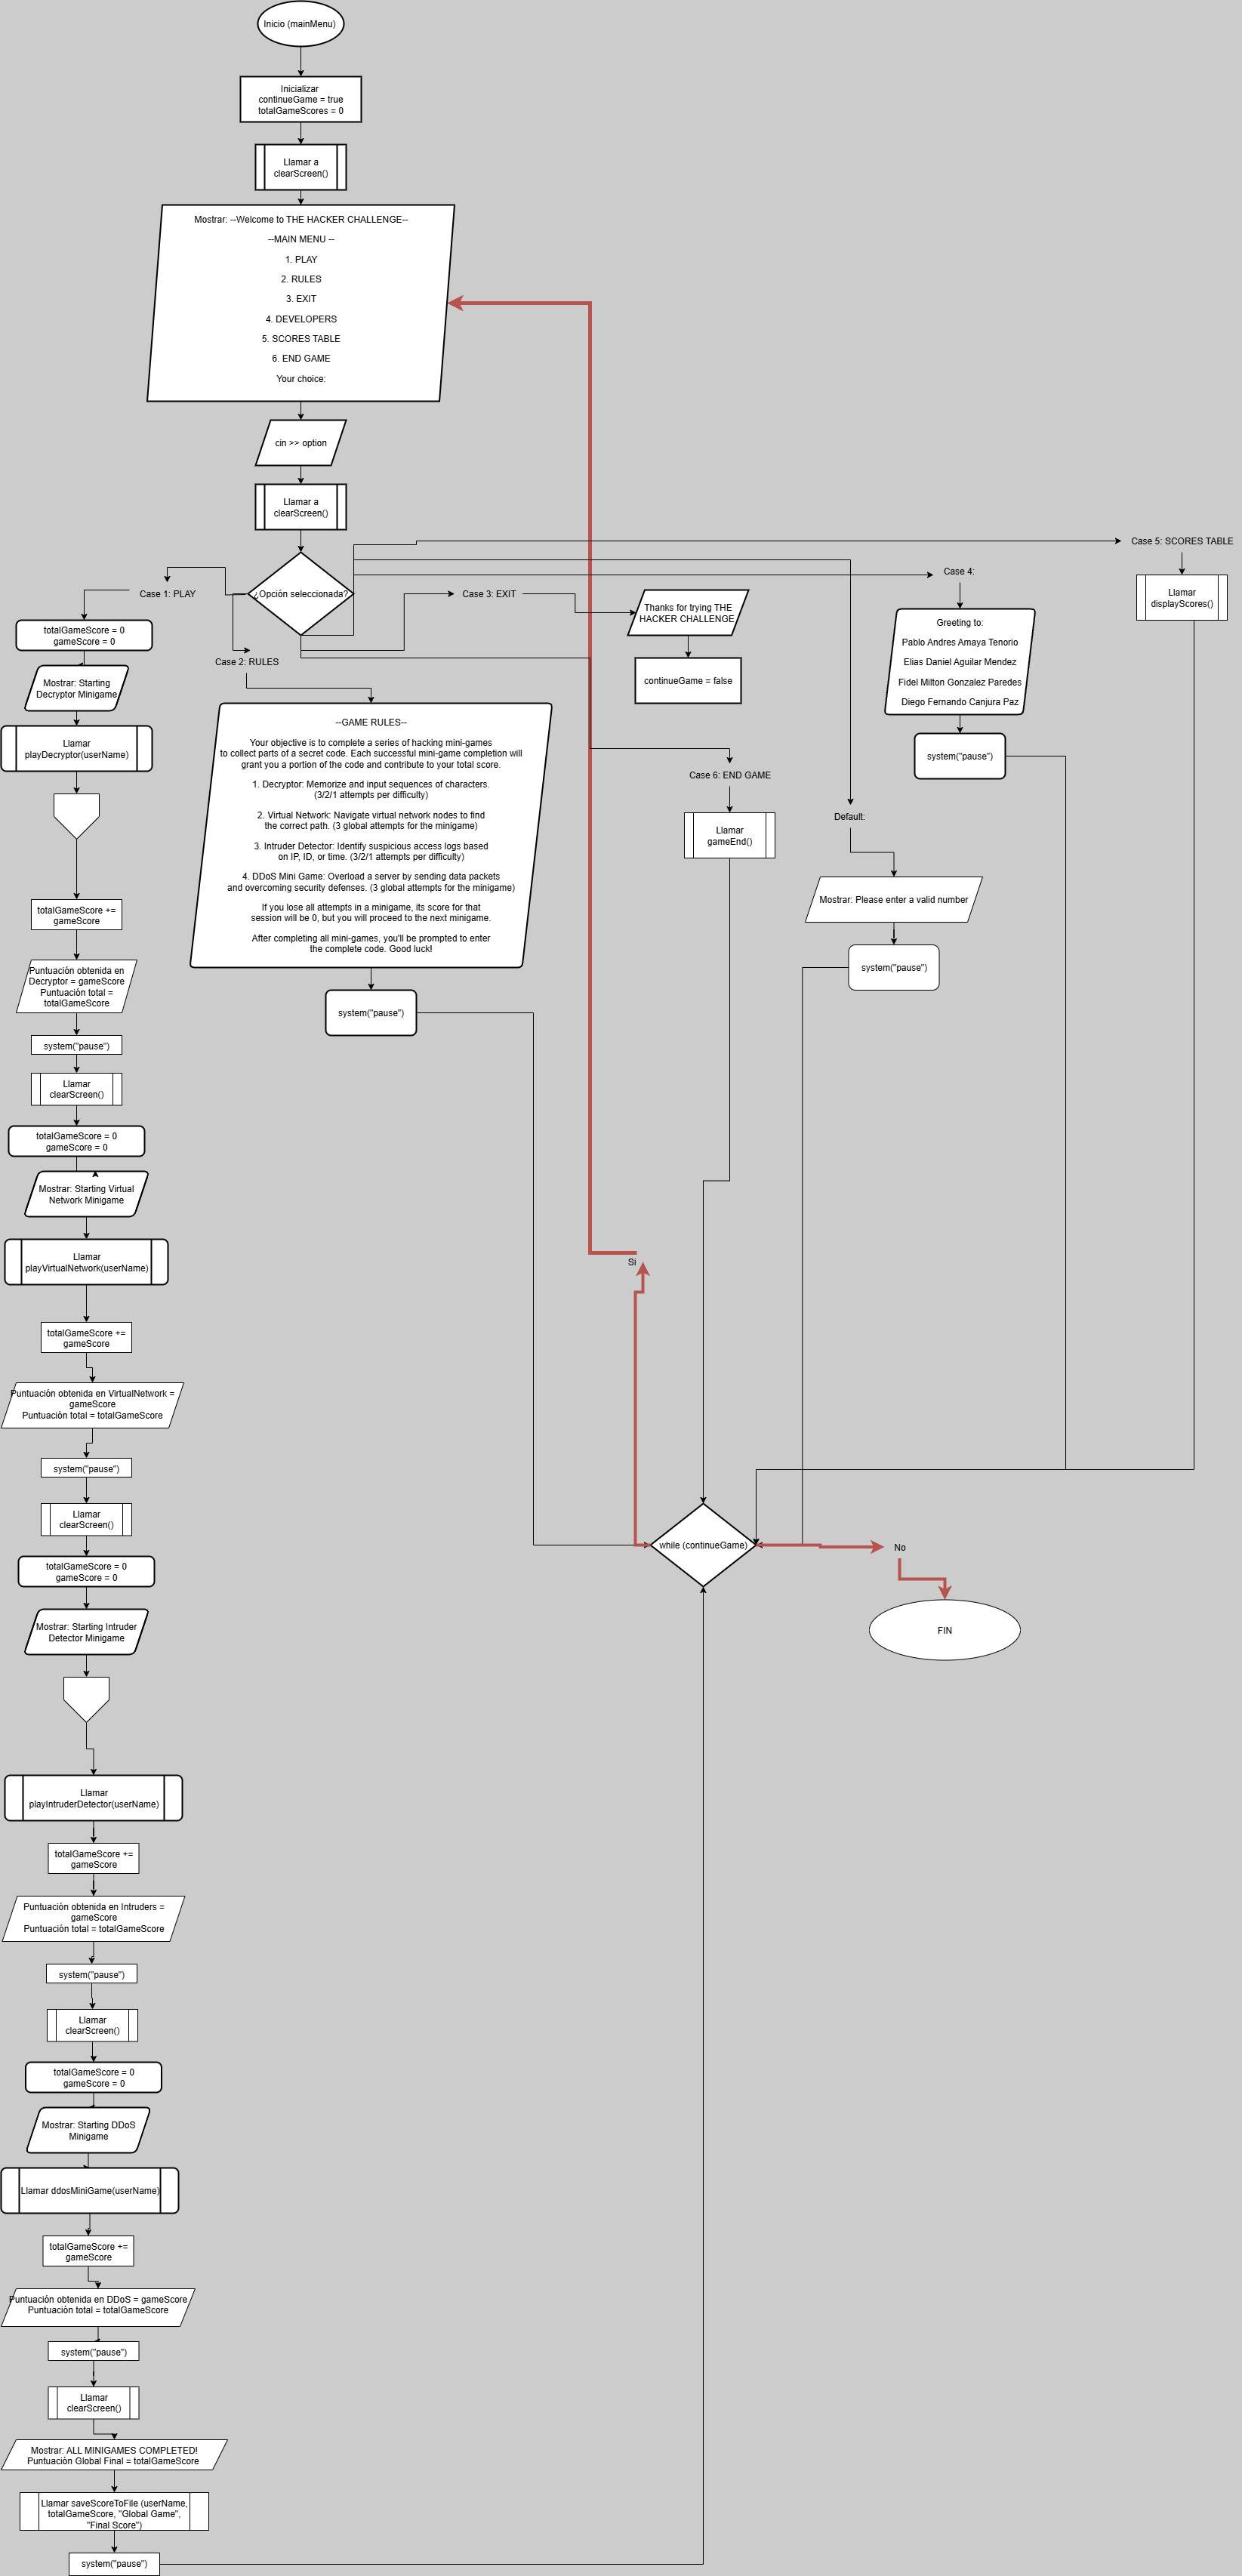 Inicio (mainMenu)
Inicializar
continueGame = true
totalGameScores = 0
Llamar a
clearScreen()
Mostrar: --Welcome to THE HACKER CHALLENGE--
--MAIN MENU --
1. PLAY
2. RULES
3. EXIT
4. DEVELOPERS
5. SCORES TABLE
6. END GAME
Your choice:
cin >> option
Llamar a
clearScreen()
¿Opción seleccionada?
Case 1: PLAY
totalGameScore = 0
gameScore = 0
Mostrar: Starting
Decryptor Minigame
Llamar
playDecryptor(userName)
totalGameScore +=
gameScore
Puntuación obtenida en
Decryptor = gameScore
Puntuación total =
totalGameScore
system("pause")
Llamar
clearScreen()
totalGameScore = 0
gameScore = 0
Mostrar: Starting Virtual
Network Minigame
Llamar
playVirtualNetwork(userName)
totalGameScore +=
gameScore
Puntuación obtenida en VirtualNetwork =
gameScore
Puntuación total = totalGameScore
system("pause")
Llamar
clearScreen()
totalGameScore = 0
gameScore = 0
Mostrar: Starting Intruder
Detector Minigame
Llamar
playIntruderDetector(userName)
totalGameScore +=
gameScore
Puntuación obtenida en Intruders =
gameScore
Puntuación total = totalGameScore
system("pause")
Llamar
clearScreen()
totalGameScore = 0
gameScore = 0
Mostrar: Starting DDoS
Minigame
Llamar ddosMiniGame(userName)
totalGameScore +=
gameScore
Puntuación obtenida en DDoS = gameScore
Puntuación total = totalGameScore
system("pause")
Llamar
clearScreen()
Mostrar: ALL MINIGAMES COMPLETED!
Puntuación Global Final = totalGameScore
Llamar saveScoreToFile (userName,
totalGameScore, "Global Game",
"Final Score")
system("pause")
Case 2: RULES
--GAME RULES--
Your objective is to complete a series of hacking mini-games
to collect parts of a secret code. Each successful mini-game completion will
grant you a portion of the code and contribute to your total score.
1. Decryptor: Memorize and input sequences of characters.
(3/2/1 attempts per difficulty)
2. Virtual Network: Navigate virtual network nodes to find
the correct path. (3 global attempts for the minigame)
3. Intruder Detector: Identify suspicious access logs based
on IP, ID, or time. (3/2/1 attempts per difficulty)
4. DDoS Mini Game: Overload a server by sending data packets
and overcoming security defenses. (3 global attempts for the minigame)
If you lose all attempts in a minigame, its score for that
session will be 0, but you will proceed to the next minigame.
After completing all mini-games, you'll be prompted to enter
the complete code. Good luck!
system("pause")
Case 3: EXIT
Thanks for trying THE
HACKER CHALLENGE
continueGame = false
Case 4:
Greeting to:
Pablo Andres Amaya Tenorio
Elias Daniel Aguilar Mendez
Fidel Milton Gonzalez Paredes
Diego Fernando Canjura Paz
system("pause")
Case 5: SCORES TABLE
Llamar
displayScores()
Case 6: END GAME
Llamar
gameEnd()
Default:
Mostrar: Please enter a valid number
system("pause")
Si
while (continueGame)
No
FIN